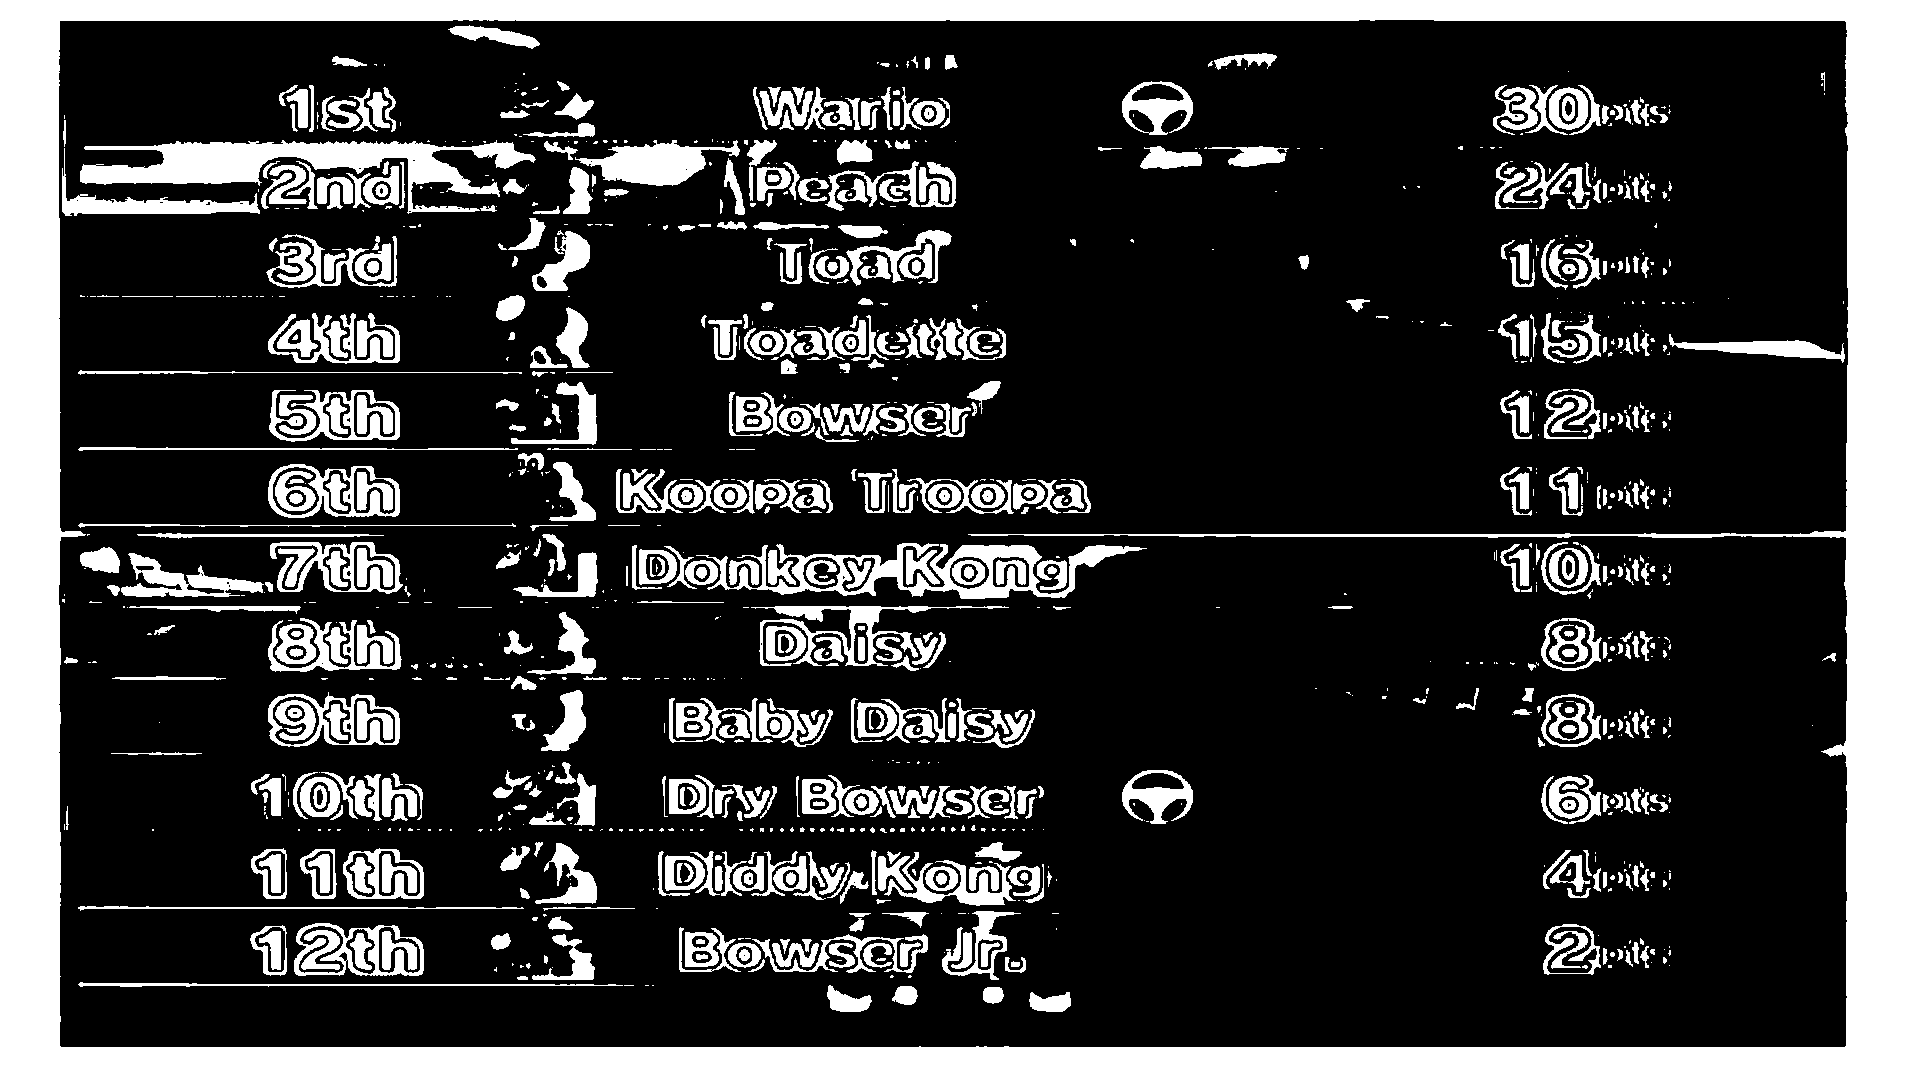 1st Wario 30pts
2nd Peach 24pts
3rd Toad 16pts
4th Toadette 15pts
5th Bowser 12pts
6th Koopa Troopa 11pts
7th Donkey Kong 10pts
8th Daisy 8pts
9th Baby Daisy 8pts
10th Dry Bowser 6pts
11th Diddy Kong 4pts
12th Bowser Jr. 2pts